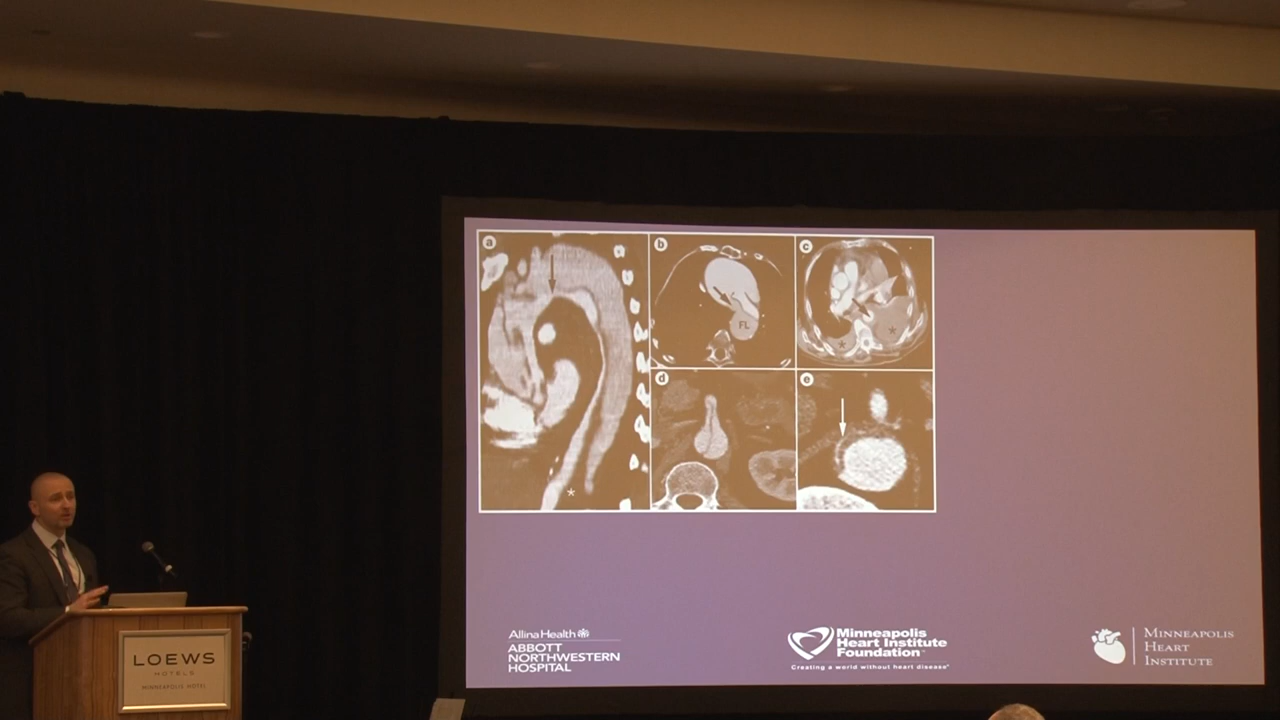 a
b
c
FL
*
*
d
e
*
Allina Health
ABBOTT
NORTHWESTERN
HOSPITAL
Minneapolis
Heart Institute
Foundation
Creating a world without heart disease®
MINNEAPOLIS
HEART
INSTITUTE
LOEWS
HOTELS
MINNEAPOLIS HOTEL